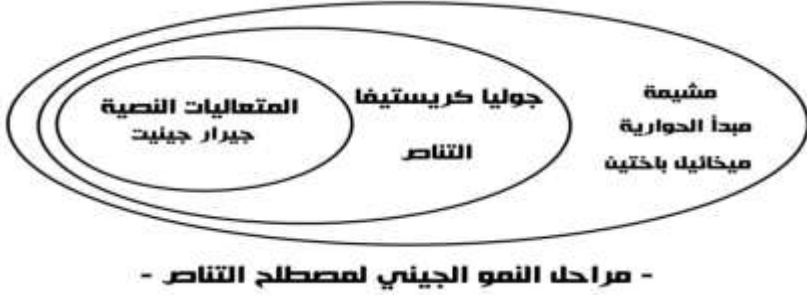 مشيمة
مبدأ الحوارية
ميخائيل باختين
جوليا كريستيفا
التناص
المتعاليات النصية
جيرار جينيت
- مراحل النمو الجيني لمصطلح التناص -